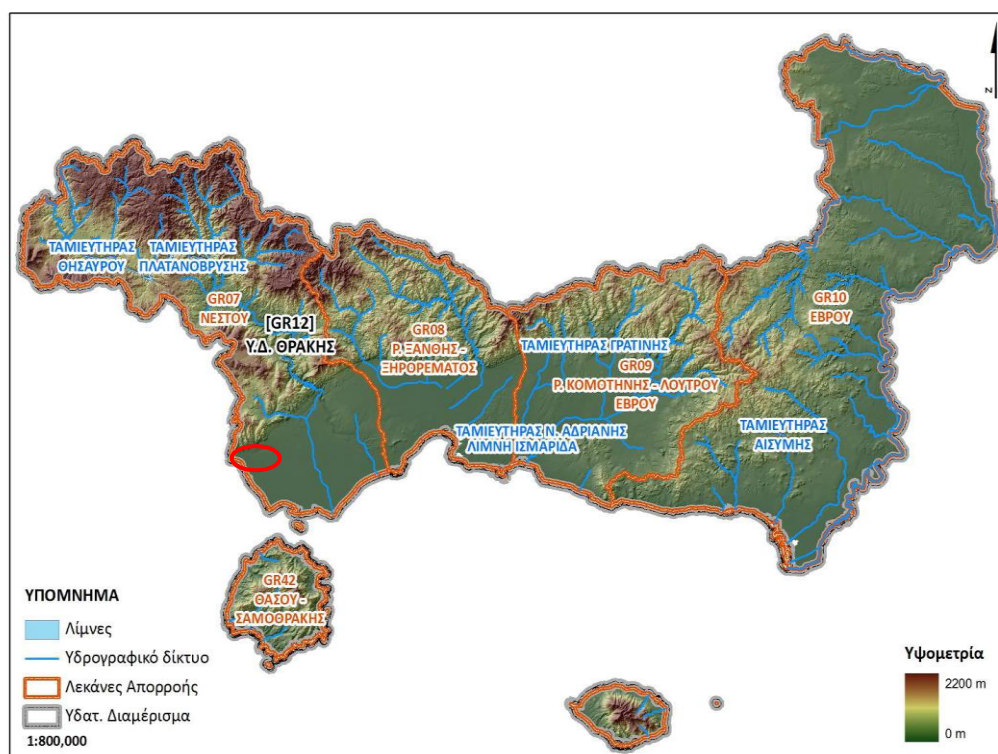 z
ΤΑΜΙΕΥΤΗΡΑΣ
ΘΗΣΑΥΡΟΥ
ΤΑΜΙΕΥΤΗΡΑΣ
ΠΛΑΤΑΝΟΒΡΥΣΗΣ
GR07
ΝΕΣΤΟΥ
[GR12]
Υ.Δ. ΘΡΑΚΗΣ
GR08
Ρ. ΞΑΝΘΗΣ -
ΞΗΡΟΡΕΜΑΤΟΣ
ΤΑΜΙΕΥΤΗΡΑΣ ΓΡΑΤΙΝΗΣ
GR09
Ρ. ΚΟΜΟΤΗΝΗΣ - ΛΟΥΤΡΟΥ
ΕΒΡΟΥ
GR10
ΕΒΡΟΥ
ΤΑΜΙΕΥΤΗΡΑΣ Ν. ΑΔΡΙΑΝΗΣ
ΛΙΜΝΗ ΙΣΜΑΡΙΔΑ
ΤΑΜΙΕΥΤΗΡΑΣ
ΑΙΣΥΜΗΣ
GR42
ΘΑΣΟΥ -
ΣΑΜΟΘΡΑΚΗΣ
ΥΠΟΜΝΗΜΑ
Λίμνες
Υδρογραφικό δίκτυο
Λεκάνες Απορροής
Υδατ. Διαμέρισμα
1:800,000
Υψομετρία
2200 m
0 m